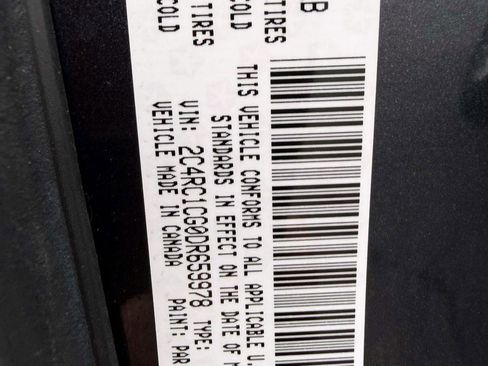 TIRES TIRES
COLD COLD
THIS VEHICLE CONFORMS TO ALL APPLICABLE U.
STANDARDS IN EFFECT ON THE DATE OF M
VIN: 2C4RC1CG0DR659978 TYPE:
VEHICLE MADE IN CANADA PAINT: PAR